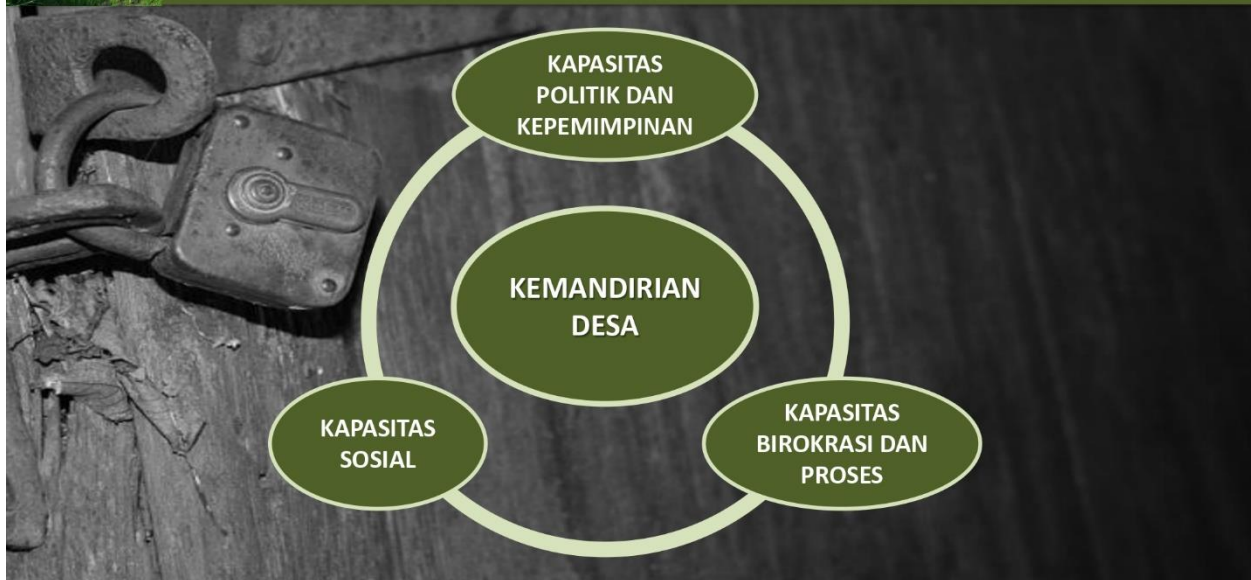 KAPASITAS
POLITIK DAN
KEPEMIMPINAN
KEMANDIRIAN
DESA
KAPASITAS
SOSIAL
KAPASITAS
BIROKRASI DAN
PROSES